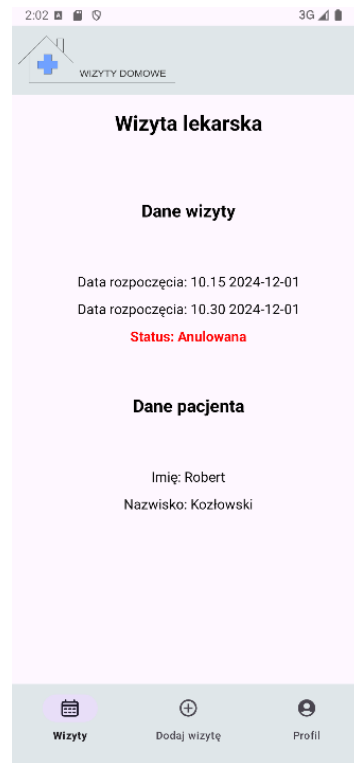 2:02
3G
WIZYTY DOMOWE
Wizyta lekarska
Dane wizyty
Data rozpoczęcia: 10.15 2024-12-01
Data rozpoczęcia: 10.30 2024-12-01
Status: Anulowana
Dane pacjenta
Imię: Robert
Nazwisko: Kozłowski
Wizyty
Dodaj wizytę
Profil